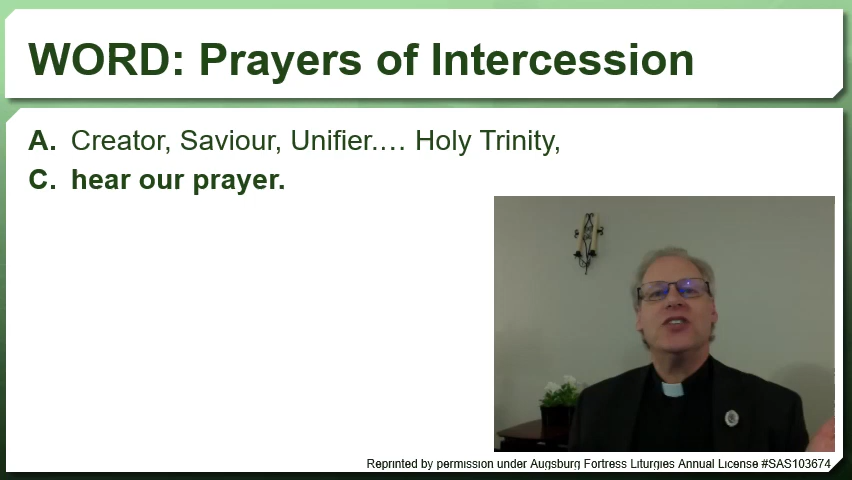 WORD: Prayers of Intercession
A. Creator, Saviour, Unifier.… Holy Trinity,
C. hear our prayer.
Reprinted by permission under Augsburg Fortress Liturgies Annual License #SAS103674